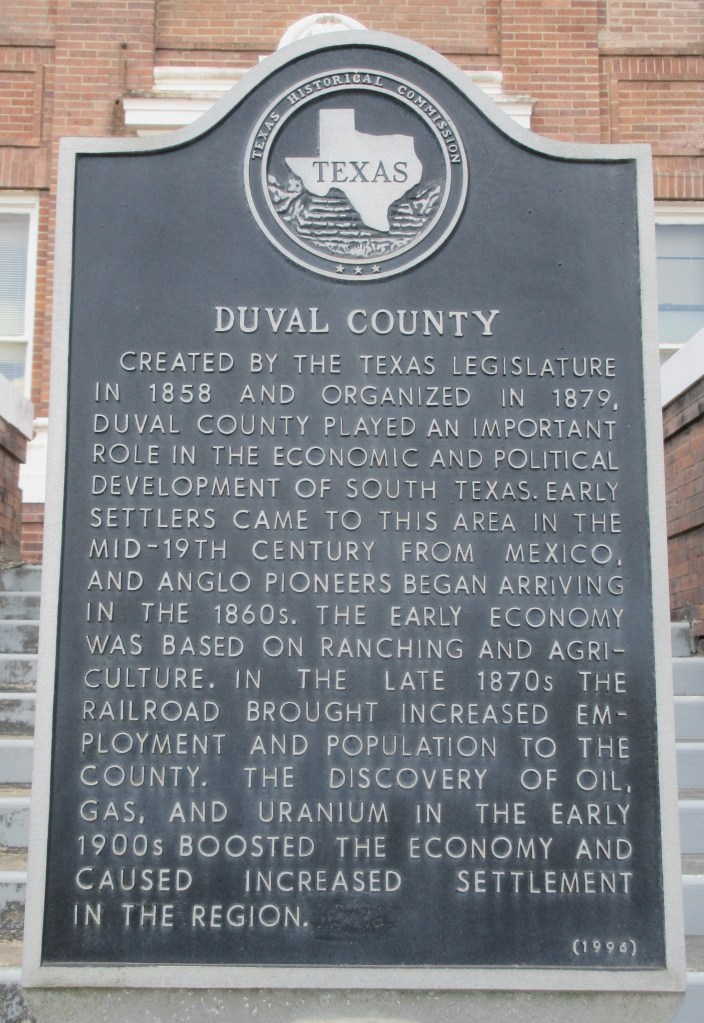 TEXAS HISTORICAL COMMISSION
TEXAS
DUVAL COUNTY
CREATED BY THE TEXAS LEGISLATURE
IN 1858 AND ORGANIZED IN 1879,
DUVAL COUNTY PLAYED AN IMPORTANT
ROLE IN THE ECONOMIC AND POLITICAL
DEVELOPMENT OF SOUTH TEXAS. EARLY
SETTLERS CAME TO THIS AREA IN THE
MID-19TH CENTURY FROM MEXICO,
AND ANGLO PIONEERS BEGAN ARRIVING
IN THE 1860s. THE EARLY ECONOMY
WAS BASED ON RANCHING AND AGRI-
CULTURE. IN THE LATE 1870s THE
RAILROAD BROUGHT INCREASED EM-
PLOYMENT AND POPULATION TO THE
COUNTY. THE DISCOVERY OF OIL,
GAS, AND URANIUM IN THE EARLY
1900s BOOSTED THE ECONOMY AND
CAUSED INCREASED SETTLEMENT
IN THE REGION.
(1996)